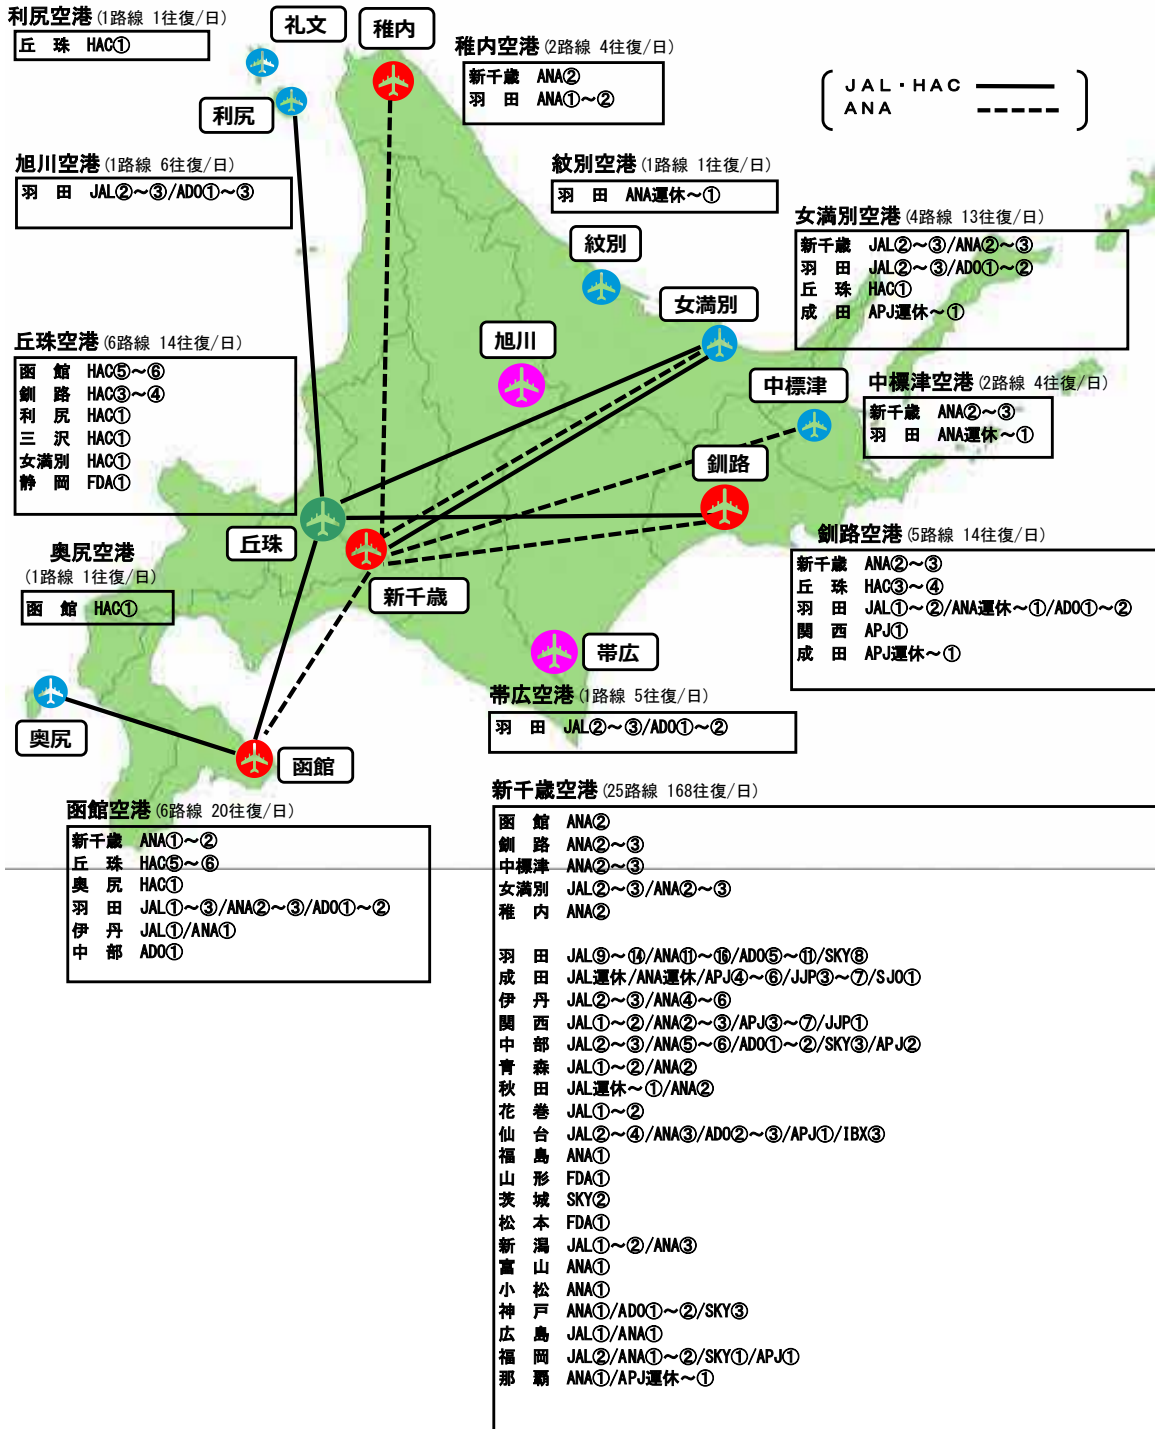 利尻空港 (1路線 1往復/日)
丘 珠 HAC①
礼文
稚内
利尻
稚内空港 (2路線 4往復/日)
新千歳 ANA②
羽 田 ANA①～②
JAL・HAC
ANA
旭川空港 (1路線 6往復/日)
羽 田 JAL②～③/ADO①～③
紋別空港 (1路線 1往復/日)
羽 田 ANA運休～①
紋別
女満別空港 (4路線 13往復/日)
新千歳 JAL②～③/ANA②～③
羽 田 JAL②～③/ADO①～②
丘 珠 HAC①
成 田 APJ運休～①
女満別
旭川
丘珠空港 (6路線 14往復/日)
函 館 HAC⑤～⑥
釧 路 HAC③～④
利 尻 HAC①
三 沢 HAC①
女満別 HAC①
静 岡 FDA①
中標津
中標津空港 (2路線 4往復/日)
新千歳 ANA②～③
羽 田 ANA運休～①
釧路
丘珠
新千歳
釧路空港 (5路線 14往復/日)
新千歳 ANA②～③
丘 珠 HAC③～④
羽 田 JAL①～②/ANA運休～①/ADO①～②
関 西 APJ①
成 田 APJ運休～①
奥尻空港
(1路線 1往復/日)
函 館 HAC①
奥尻
函館
帯広
帯広空港 (1路線 5往復/日)
羽 田 JAL②～③/ADO①～②
函館空港 (6路線 20往復/日)
新千歳 ANA①～②
丘 珠 HAC⑤～⑥
奥 尻 HAC①
羽 田 JAL①～③/ANA②～③/ADO①～②
伊 丹 JAL①/ANA①
中 部 ADO①
新千歳空港 (25路線 168往復/日)
函 館 ANA②
釧 路 ANA②～③
中標津 ANA②～③
女満別 JAL②～③/ANA②～③
稚 内 ANA②
羽 田 JAL⑨～⑭/ANA⑪～⑯/ADO⑤～⑪/SKY⑧
成 田 JAL運休/ANA運休/APJ④～⑥/JJP③～⑦/SJO①
伊 丹 JAL②～③/ANA④～⑥
関 西 JAL①～②/ANA②～③/APJ③～⑦/JJP①
中 部 JAL②～③/ANA⑤～⑥/ADO①～②/SKY③/APJ②
青 森 JAL①～②/ANA②
秋 田 JAL運休～①/ANA②
花 巻 JAL①～②
仙 台 JAL②～④/ANA③/ADO②～③/APJ①/IBX③
福 島 ANA①
山 形 FDA①
茨 城 SKY②
松 本 FDA①
新 潟 JAL①～②/ANA③
富 山 ANA①
小 松 ANA①
神 戸 ANA①/ADO①～②/SKY③
広 島 JAL①/ANA①
福 岡 JAL②/ANA①～②/SKY①/APJ①
那 覇 ANA①/APJ運休～①